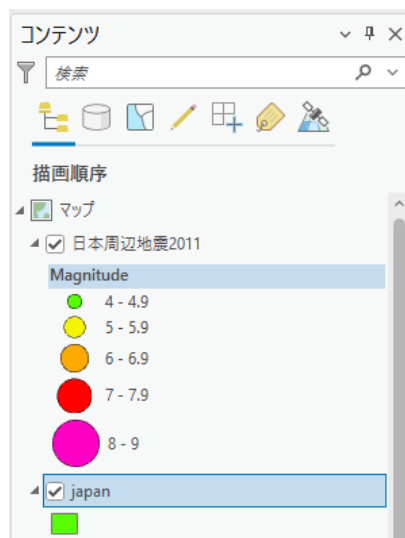 コンテンツ
検索
描画順序
マップ
日本周辺地震2011
Magnitude
4 - 4.9
5 - 5.9
6 - 6.9
7 - 7.9
8 - 9
japan